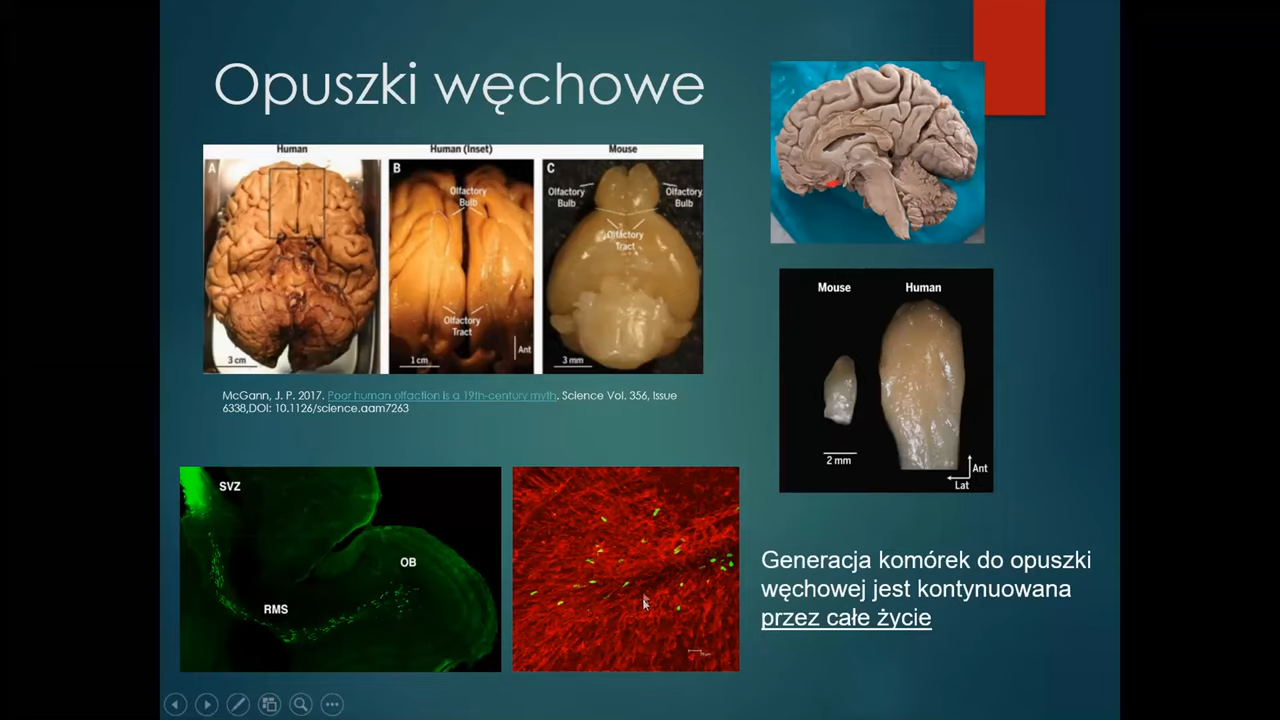 Opuszki węchowe
Human
Human (Inset)
Mouse
A
B
C
Olfactory
Bulb
Olfactory
Bulb
Olfactory
Bulb
Olfactory
Tract
Olfactory
Tract
Ant
3 cm
1 cm
3 mm
McGann, J. P. 2017. Poor human olfaction is a 19th-century myth. Science Vol. 356, Issue
6338,DOI: 10.1126/science.aam7263
Mouse
Human
2 mm
Ant
Lat
SVZ
OB
RMS
Generacja komórek do opuszki
węchowej jest kontynuowana
przez całe życie